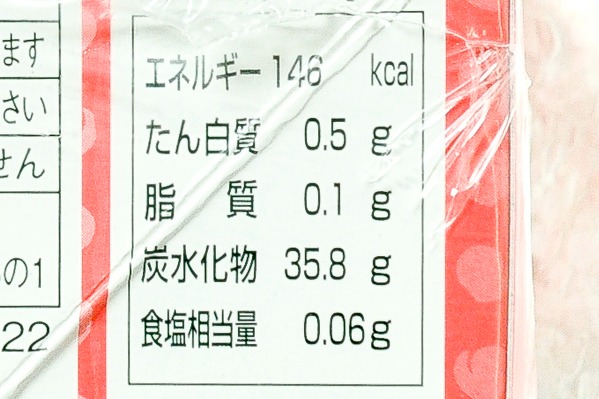 ます
さい
せん
の1
22
エネルギー 146 kcal
たん白質 0.5 g
脂質 0.1 g
炭水化物 35.8 g
食塩相当量 0.06g